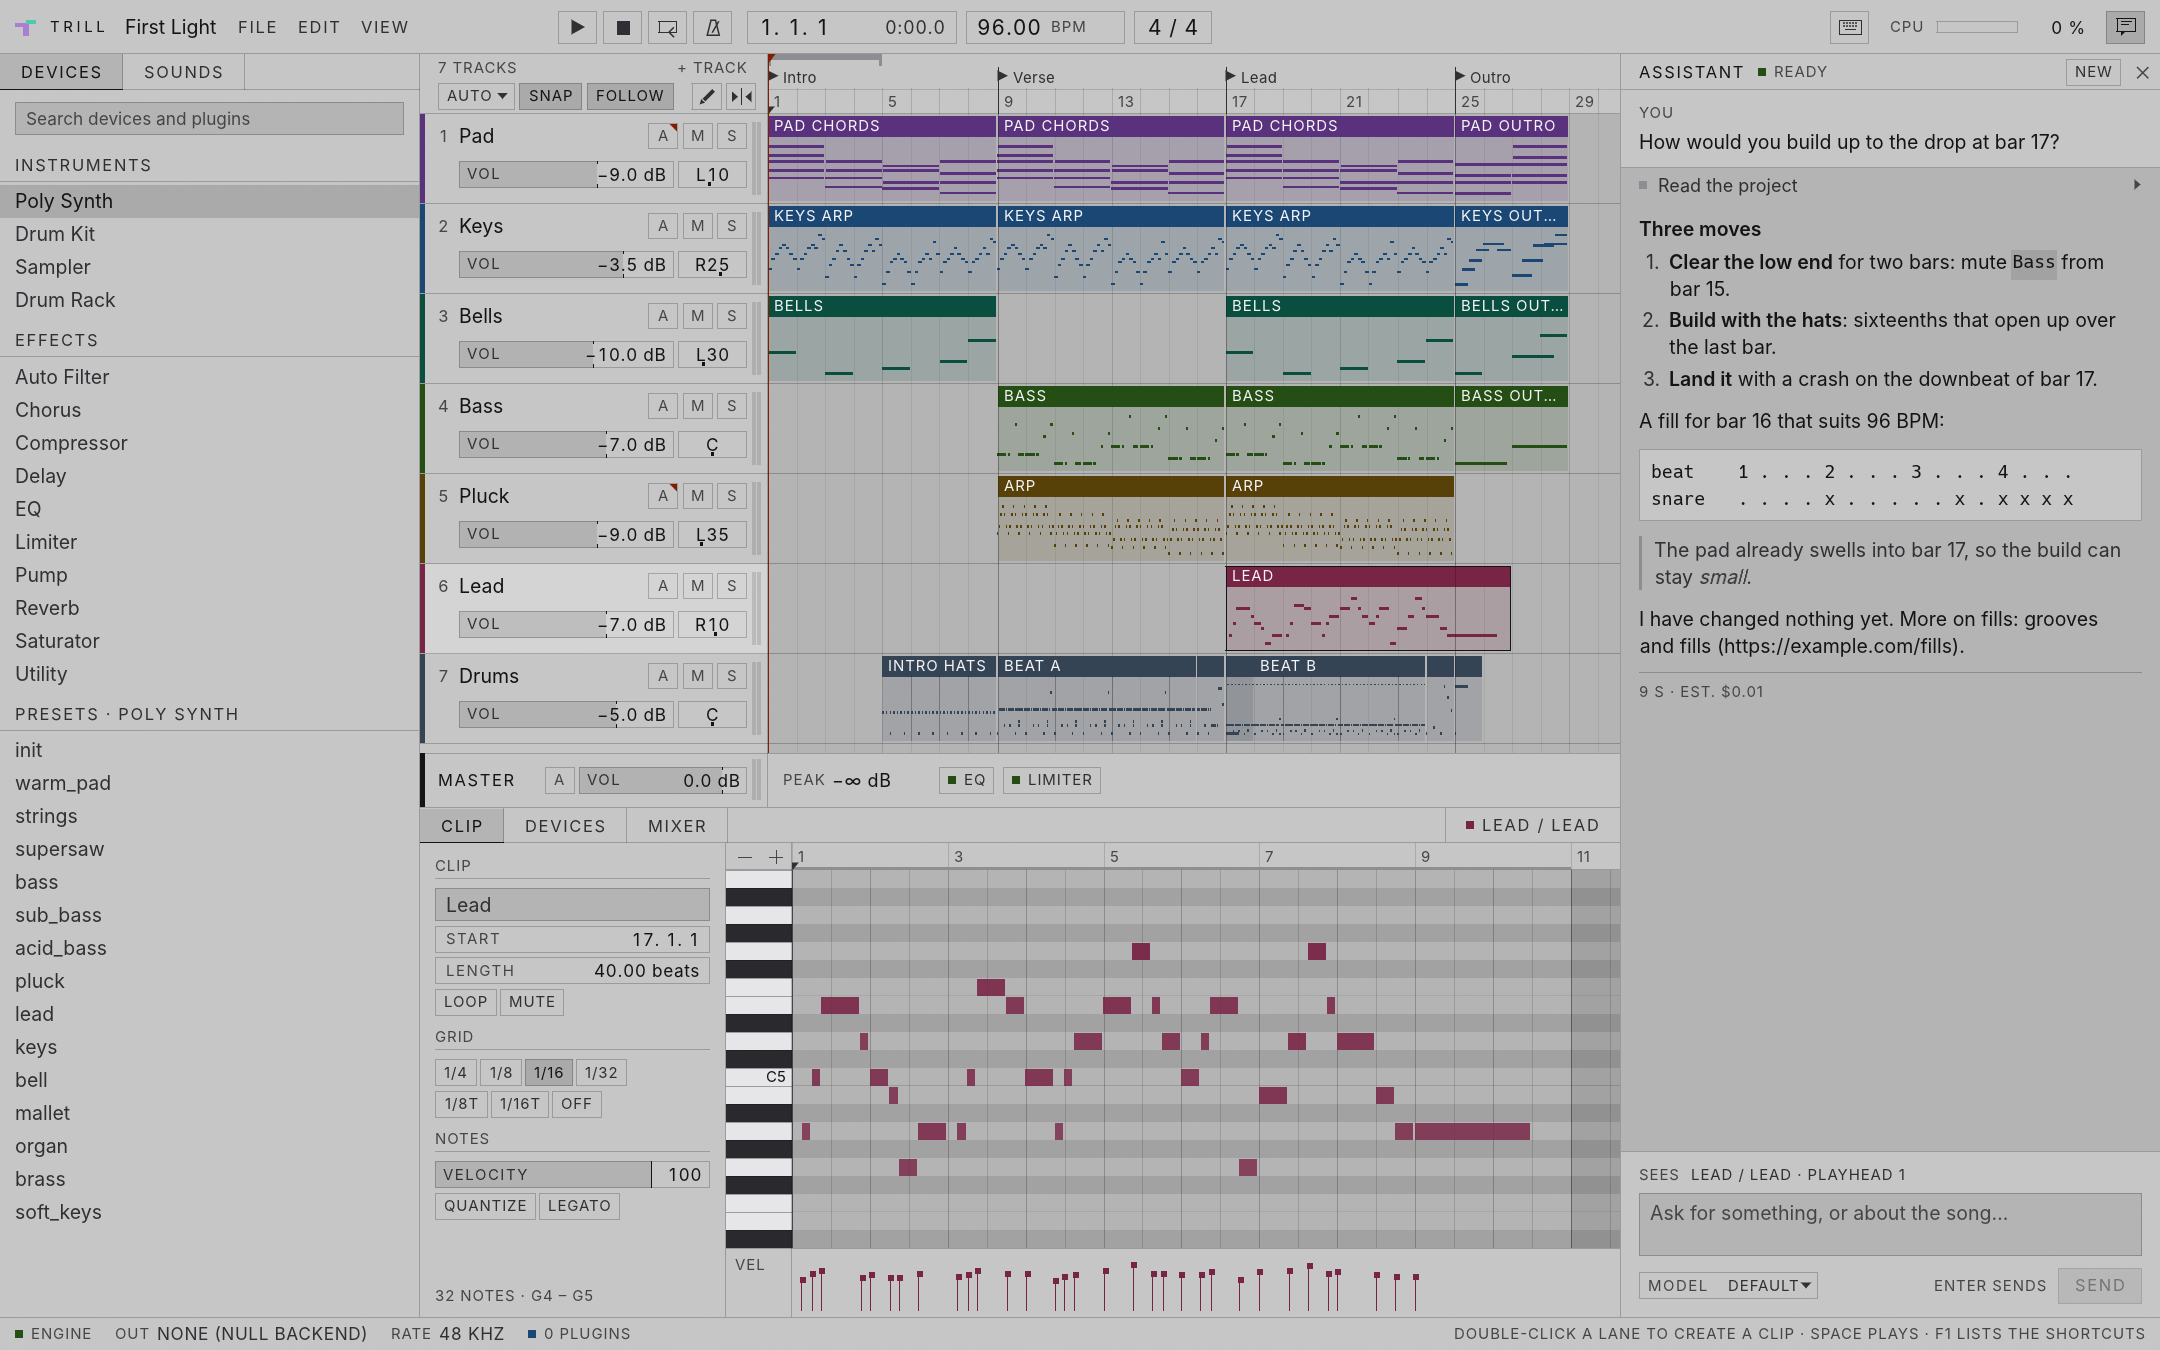 TRILL First Light FILE EDIT VIEW
1. 1. 1 0:00.0 96.00 BPM 4 / 4
CPU 0 %
DEVICES SOUNDS
Search devices and plugins
INSTRUMENTS
Poly Synth
Drum Kit
Sampler
Drum Rack
EFFECTS
Auto Filter
Chorus
Compressor
Delay
EQ
Limiter
Pump
Reverb
Saturator
Utility
PRESETS · POLY SYNTH
init
warm_pad
strings
supersaw
bass
sub_bass
acid_bass
pluck
lead
keys
bell
mallet
organ
brass
soft_keys
7 TRACKS + TRACK
AUTO SNAP FOLLOW
Intro Verse Lead Outro
1 5 9 13 17 21 25 29
1 Pad A M S
VOL −9.0 dB L10
PAD CHORDS PAD CHORDS PAD CHORDS PAD OUTRO
2 Keys A M S
VOL −3.5 dB R25
KEYS ARP KEYS ARP KEYS ARP KEYS OUT...
3 Bells A M S
VOL −10.0 dB L30
BELLS BELLS BELLS OUT...
4 Bass A M S
VOL −7.0 dB C
BASS BASS BASS OUT...
5 Pluck A M S
VOL −9.0 dB L35
ARP ARP
6 Lead A M S
VOL −7.0 dB R10
LEAD
7 Drums A M S
VOL −5.0 dB C
INTRO HATS BEAT A BEAT B
MASTER A VOL 0.0 dB
PEAK −∞ dB EQ LIMITER
CLIP DEVICES MIXER LEAD / LEAD
CLIP
Lead
START 17. 1. 1
LENGTH 40.00 beats
LOOP MUTE
GRID
1/4 1/8 1/16 1/32
1/8T 1/16T OFF
NOTES
VELOCITY 100
QUANTIZE LEGATO
32 NOTES · G4 – G5
1 3 5 7 9 11
C5
VEL
ASSISTANT READY NEW
YOU
How would you build up to the drop at bar 17?
Read the project
Three moves
1. Clear the low end for two bars: mute Bass from
bar 15.
2. Build with the hats: sixteenths that open up over
the last bar.
3. Land it with a crash on the downbeat of bar 17.
A fill for bar 16 that suits 96 BPM:
beat 1 . . . 2 . . . 3 . . . 4 . . .
snare . . . . x . . . . . x . x x x x
The pad already swells into bar 17, so the build can
stay small.
I have changed nothing yet. More on fills: grooves
and fills (https://example.com/fills).
9 S · EST. $0.01
SEES LEAD / LEAD · PLAYHEAD 1
Ask for something, or about the song...
MODEL DEFAULT ENTER SENDS SEND
ENGINE OUT NONE (NULL BACKEND) RATE 48 KHZ 0 PLUGINS
DOUBLE-CLICK A LANE TO CREATE A CLIP · SPACE PLAYS · F1 LISTS THE SHORTCUTS